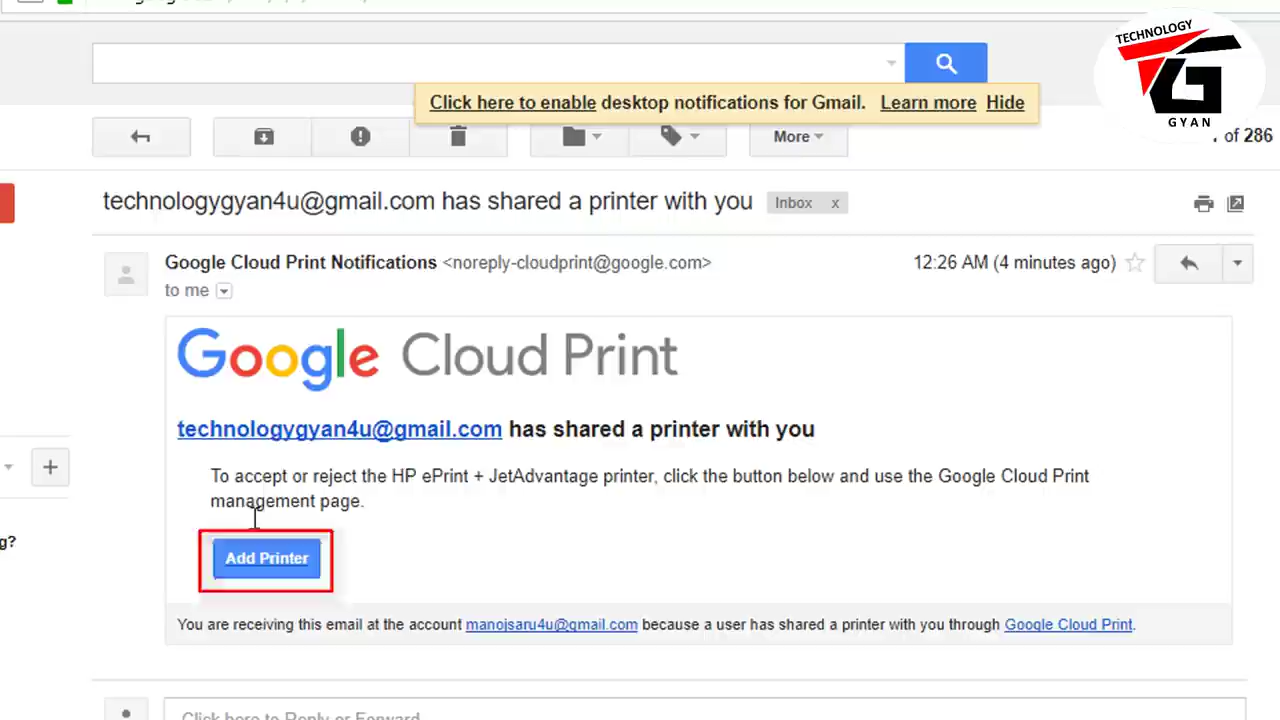 TECHNOLOGY
TG
GYAN
Click here to enable desktop notifications for Gmail. Learn more Hide
More
of 286
technologygyan4u@gmail.com has shared a printer with you
Inbox x
Google Cloud Print Notifications <noreply-cloudprint@google.com>
12:26 AM (4 minutes ago)
to me
Google Cloud Print
technologygyan4u@gmail.com has shared a printer with you
To accept or reject the HP ePrint + JetAdvantage printer, click the button below and use the Google Cloud Print
management page.
g?
Add Printer
You are receiving this email at the account manojsaru4u@gmail.com because a user has shared a printer with you through Google Cloud Print.
Click here to Reply or Forward